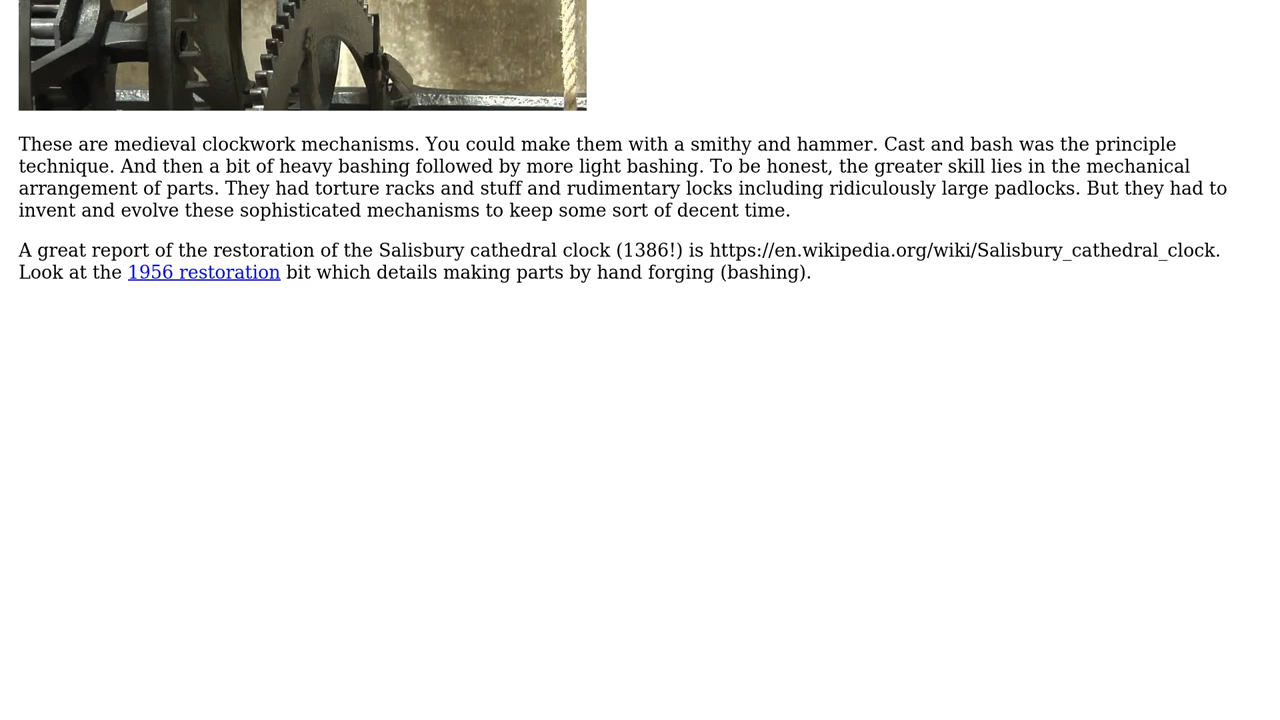 These are medieval clockwork mechanisms. You could make them with a smithy and hammer. Cast and bash was the principle
technique. And then a bit of heavy bashing followed by more light bashing. To be honest, the greater skill lies in the mechanical
arrangement of parts. They had torture racks and stuff and rudimentary locks including ridiculously large padlocks. But they had to
invent and evolve these sophisticated mechanisms to keep some sort of decent time.
A great report of the restoration of the Salisbury cathedral clock (1386!) is https://en.wikipedia.org/wiki/Salisbury_cathedral_clock.
Look at the 1956 restoration bit which details making parts by hand forging (bashing).